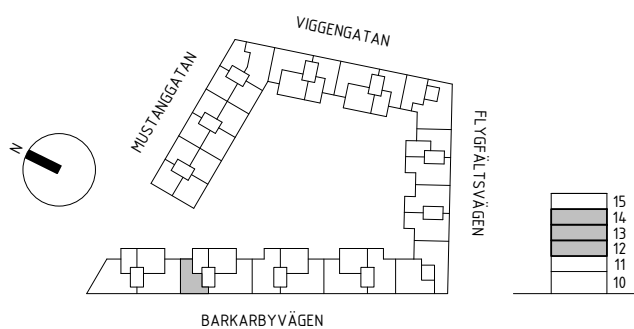 VIGGENGATAN
MUSTANGGATAN
FLYGFÄLTSVÄGEN
N
15
14
13
12
11
10
BARKARBYVÄGEN